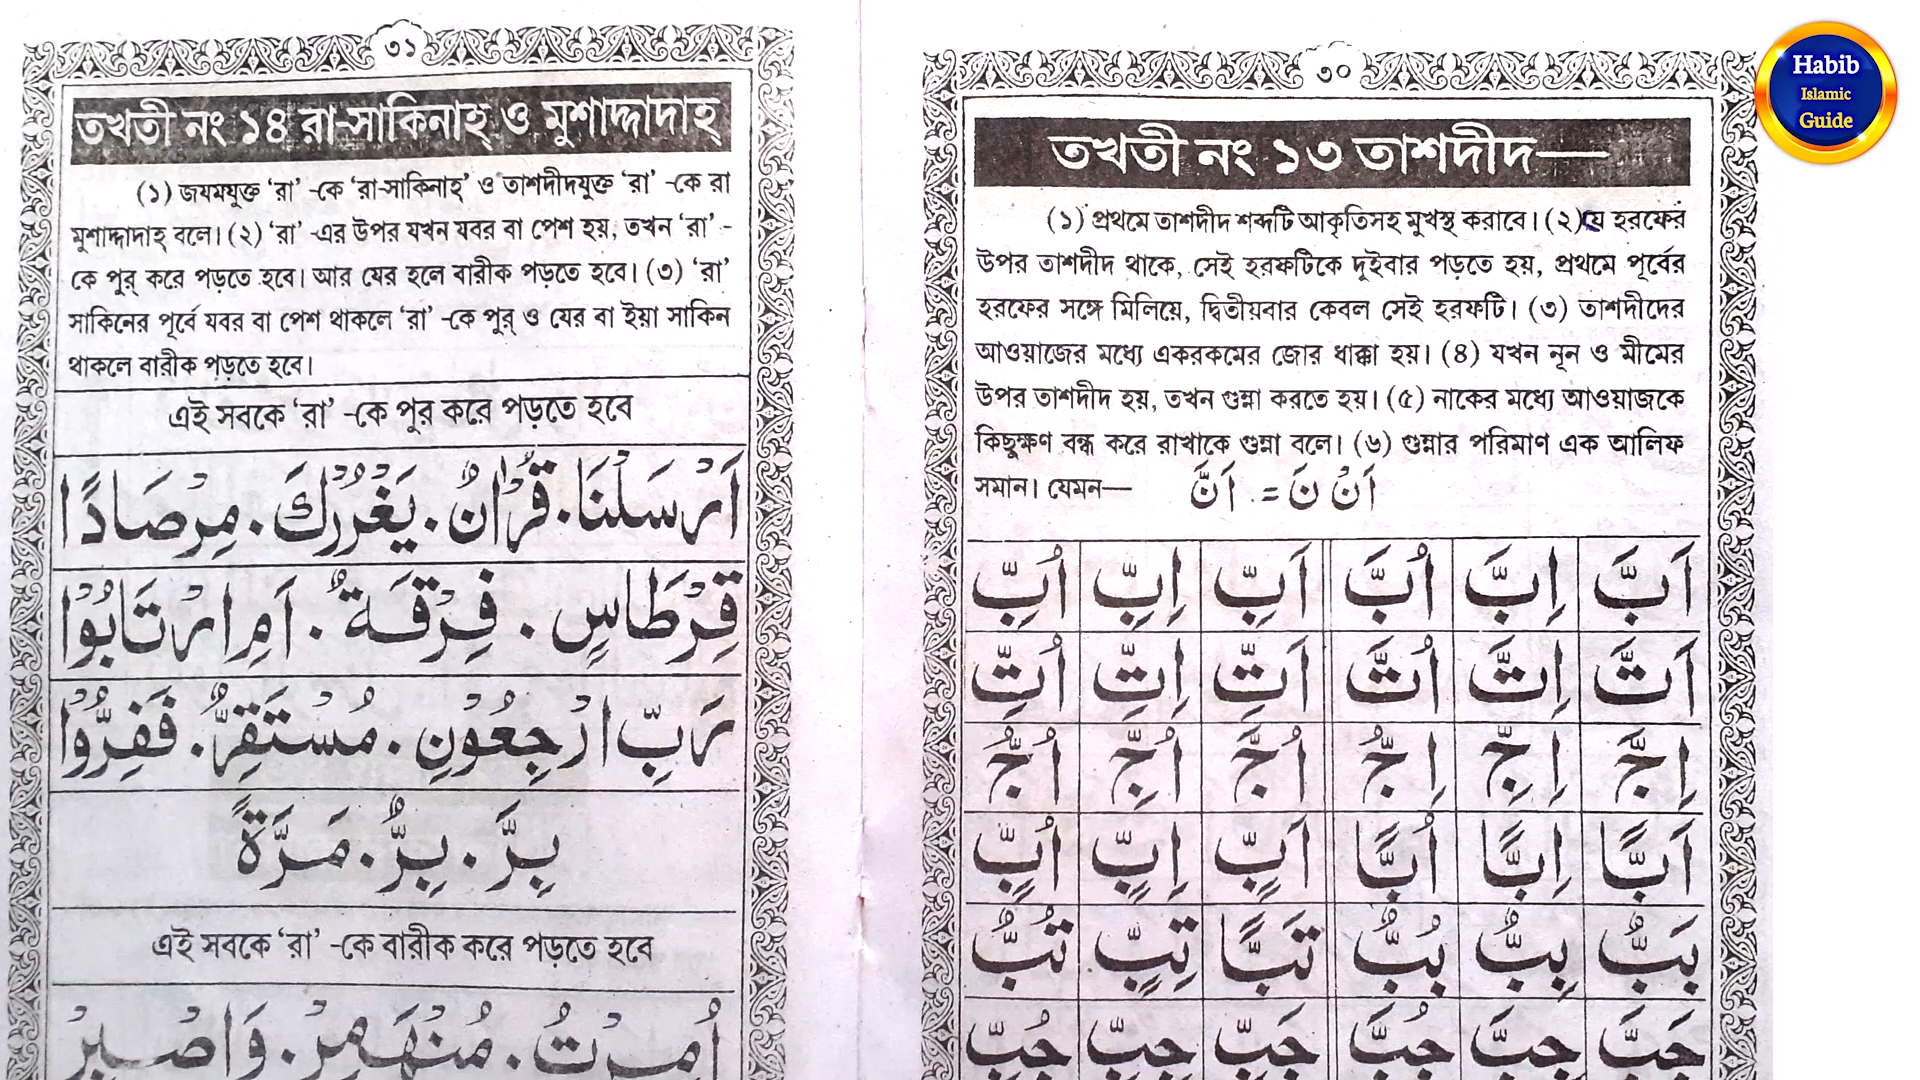 ৩১
তখতী নং ১৪ রা-সাকিনাহ্ ও মুশাদ্দাদাহ্
(১) জযমযুক্ত ‘রা’ -কে ‘রা-সাকিনাহ্’ ও তাশদীদযুক্ত ‘রা’ -কে রা
মুশাদ্দাদাহ্ বলে। (২) ‘রা’ -এর উপর যখন যবর বা পেশ হয়, তখন ‘রা’ -
কে পুর্ করে পড়তে হবে। আর যের হলে বারীক পড়তে হবে। (৩) ‘রা’
সাকিনের পূর্বে যবর বা পেশ থাকলে ‘রা’ -কে পুর্ ও যের বা ইয়া সাকিন
থাকলে বারীক পড়তে হবে।
এই সবকে ‘রা’ -কে পুর করে পড়তে হবে
اَرْسَلْنَا. قُرْاٰنٌ. يَغْرُرْكَ. مِرْصَادًا
قِرْطَاسٍ . فِرْقَةٌ . اَمِ ارْتَابُوْا
رَبِّ ارْجِعُوْنِ . مُسْتَقِرٌّ. فَفِرُّوْا
بِرَّ. بِرٌّ. مَرَّةً
এই সবকে ‘রা’ -কে বারীক করে পড়তে হবে
اُمِرْتُ. مُنْهَمِرْ. وَاصْبِرْ
৩০
তখতী নং ১৩ তাশদীদ—
(১) প্রথমে তাশদীদ শব্দটি আকৃতিসহ মুখস্থ করাবে। (২) যে হরফের
উপর তাশদীদ থাকে, সেই হরফটিকে দুইবার পড়তে হয়, প্রথমে পূর্বের
হরফের সঙ্গে মিলিয়ে, দ্বিতীয়বার কেবল সেই হরফটি। (৩) তাশদীদের
আওয়াজের মধ্যে একরকমের জোর ধাক্কা হয়। (৪) যখন নূন ও মীমের
উপর তাশদীদ হয়, তখন গুন্না করতে হয়। (৫) নাকের মধ্যে আওয়াজকে
কিছুক্ষণ বন্ধ করে রাখাকে গুন্না বলে। (৬) গুন্নার পরিমাণ এক আলিফ
সমান। যেমন— اَنْ نَ = اَنَّ
اَبَّ اِبَّ اُبَّ اَبِّ اِبِّ اُبِّ
اَتَّ اِتَّ اُتَّ اَتِّ اِتِّ اُتِّ
اِجَّ اِجِّ اِجُّ اُجَّ اُجِّ اُجُّ
اَبًّا اِبًّا اُبًّا اَبٍّ اِبٍّ اُبٍّ
بَبٌّ بِبٌّ بُبٌّ تَبًّا تِبٍّ تُبٌّ
جَبَّ جِبَّ جُبَّ جَبِّ جِبِّ جُبِّ
Habib
Islamic
Guide